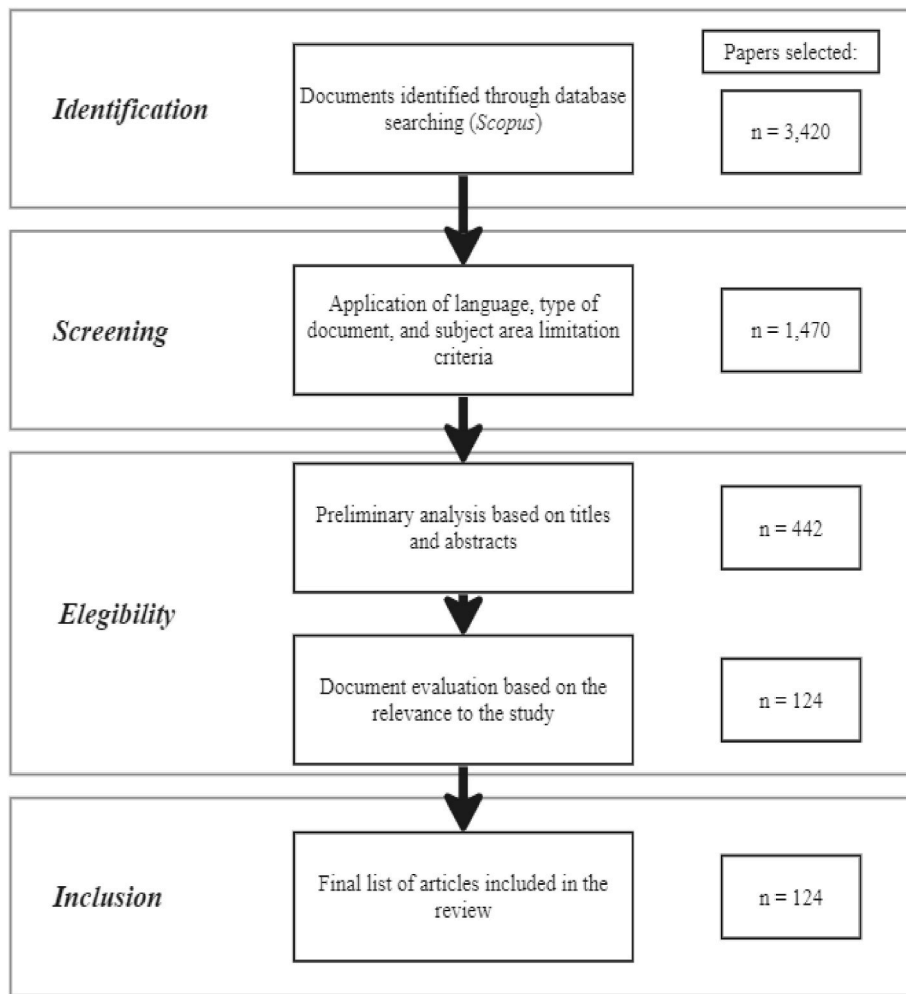 Papers selected:
Identification
Documents identified through database
searching (Scopus)
n = 3,420
Screening
Application of language, type of
document, and subject area limitation
criteria
n = 1,470
Elegibility
Preliminary analysis based on titles
and abstracts
n = 442
Document evaluation based on the
relevance to the study
n = 124
Inclusion
Final list of articles included in the
review
n = 124